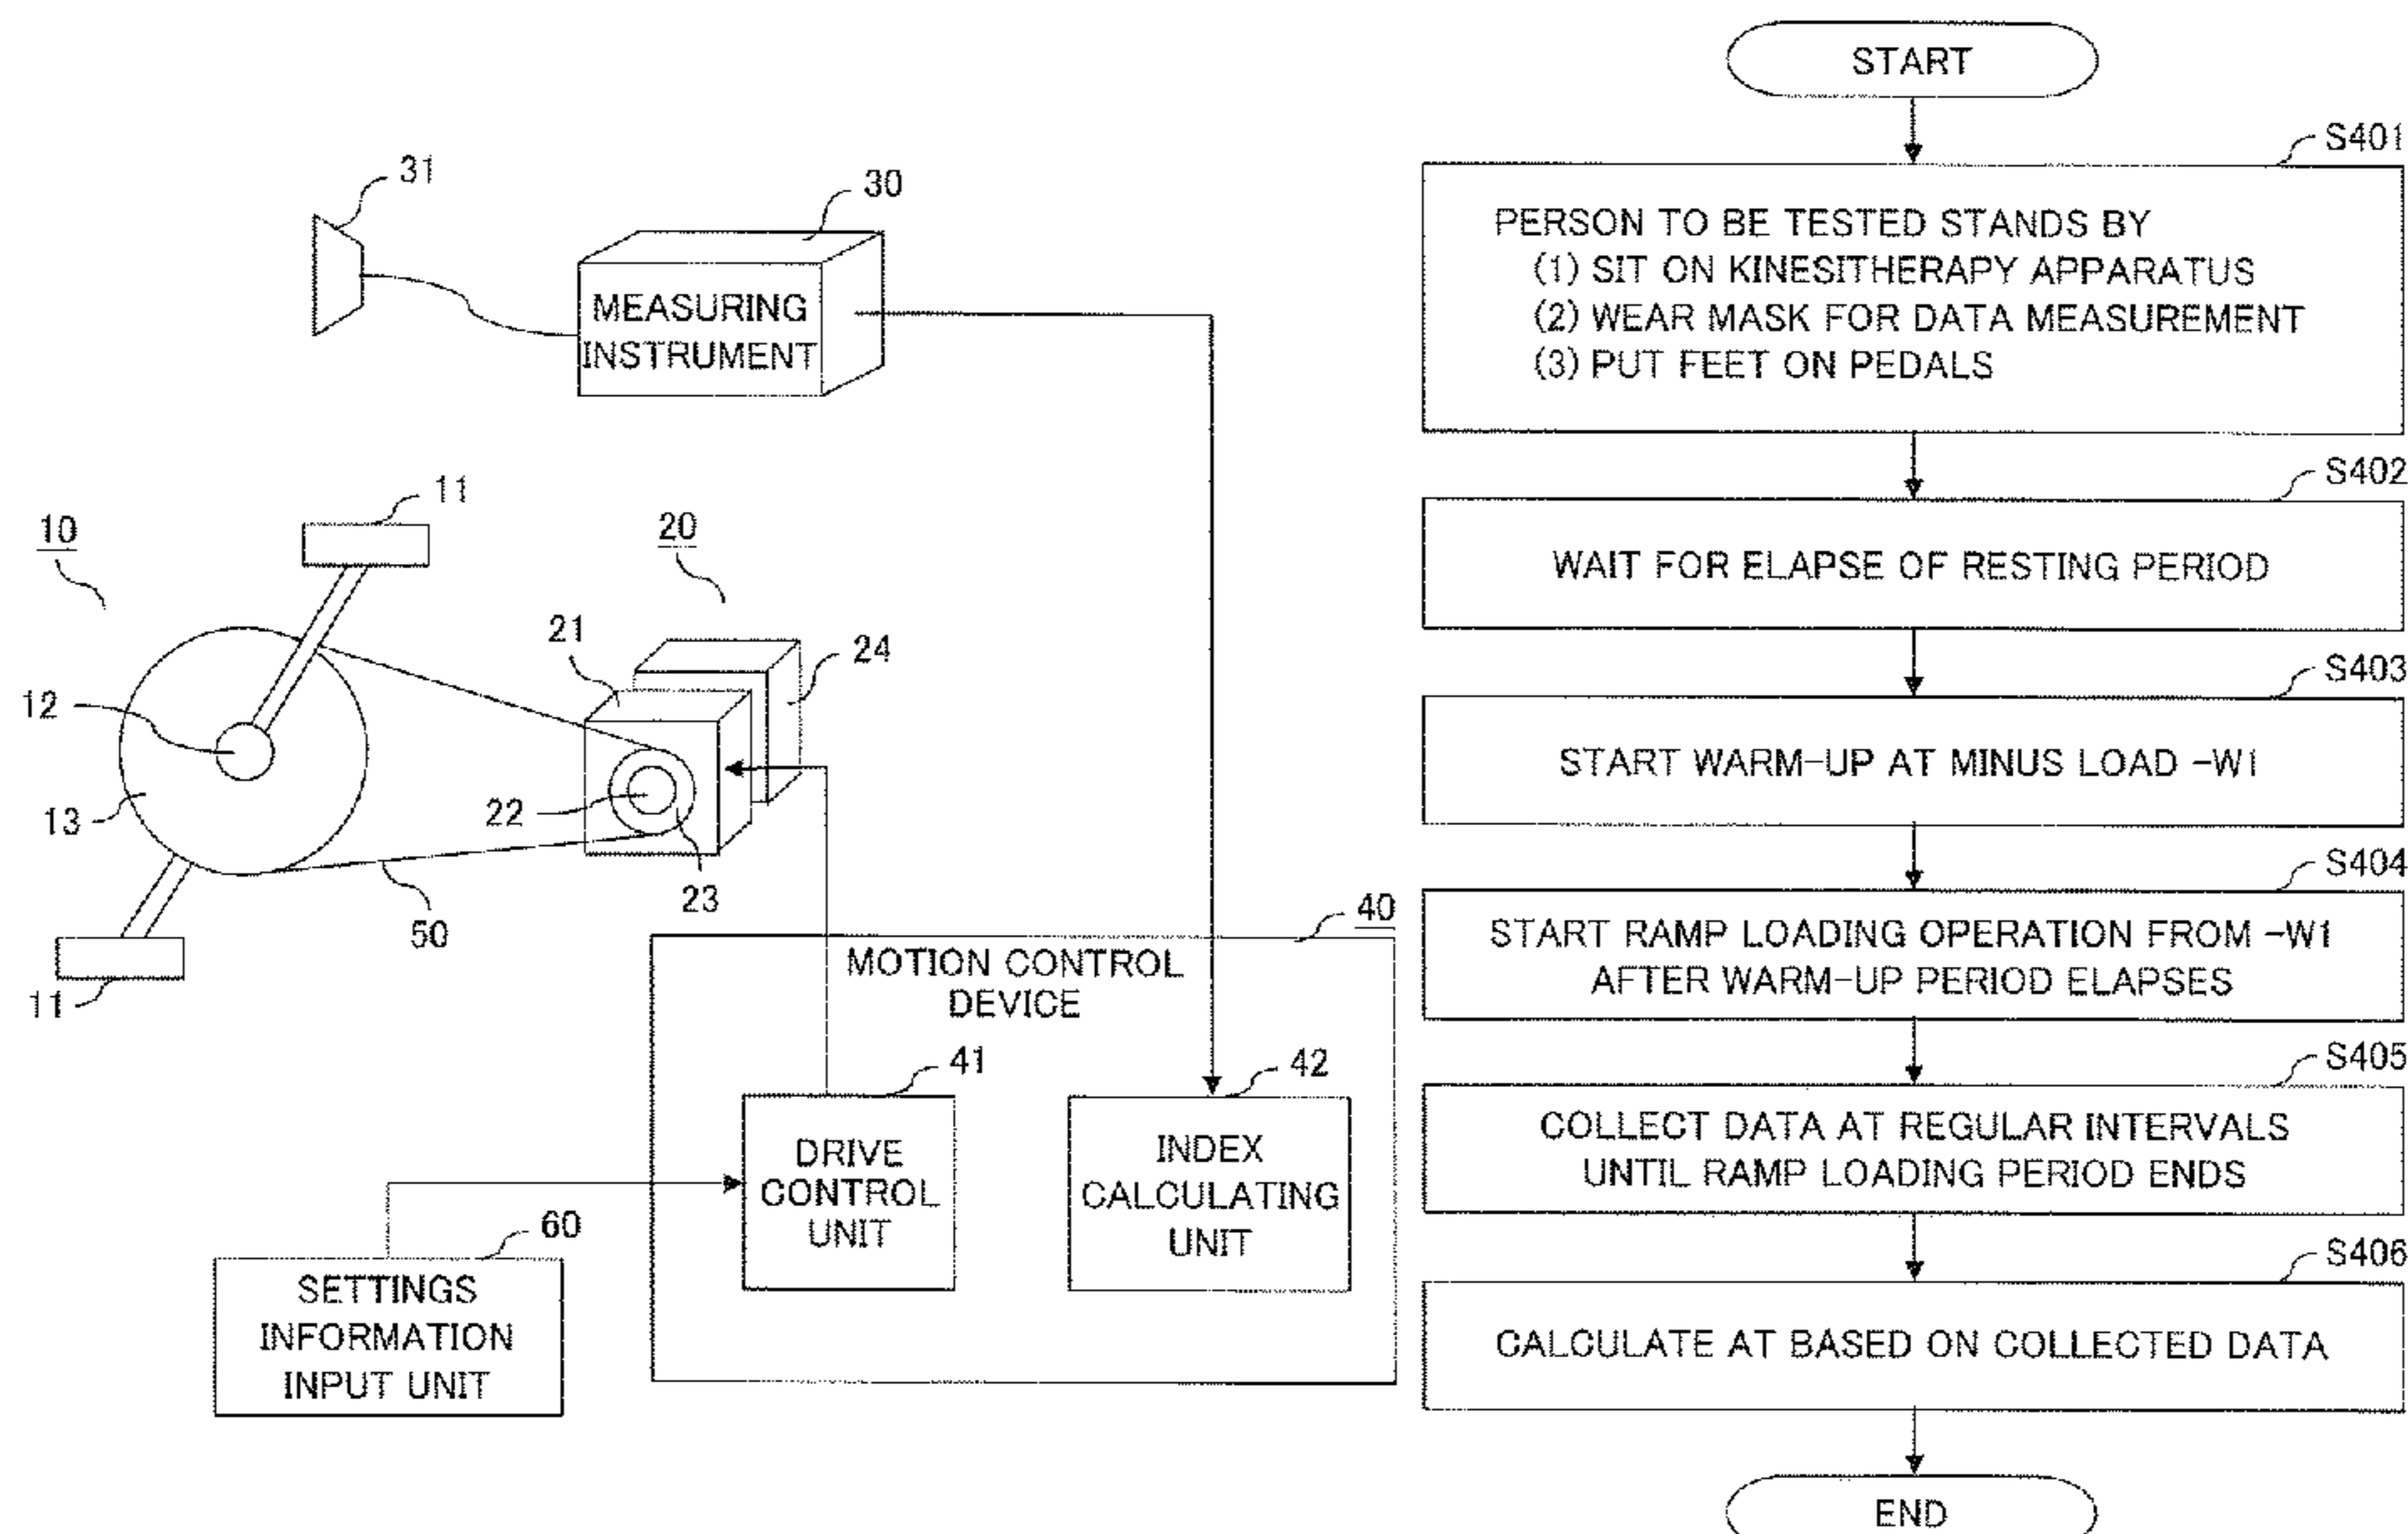 31
30
MEASURING
INSTRUMENT
10
11
20
21
24
12
13
22
23
50
11
40
MOTION CONTROL
DEVICE
41
42
DRIVE
CONTROL
UNIT
INDEX
CALCULATING
UNIT
60
SETTINGS
INFORMATION
INPUT UNIT
START
S401
PERSON TO BE TESTED STANDS BY
(1) SIT ON KINESITHERAPY APPARATUS
(2) WEAR MASK FOR DATA MEASUREMENT
(3) PUT FEET ON PEDALS
S402
WAIT FOR ELAPSE OF RESTING PERIOD
S403
START WARM-UP AT MINUS LOAD -W1
S404
START RAMP LOADING OPERATION FROM -W1
AFTER WARM-UP PERIOD ELAPSES
S405
COLLECT DATA AT REGULAR INTERVALS
UNTIL RAMP LOADING PERIOD ENDS
S406
CALCULATE AT BASED ON COLLECTED DATA
END